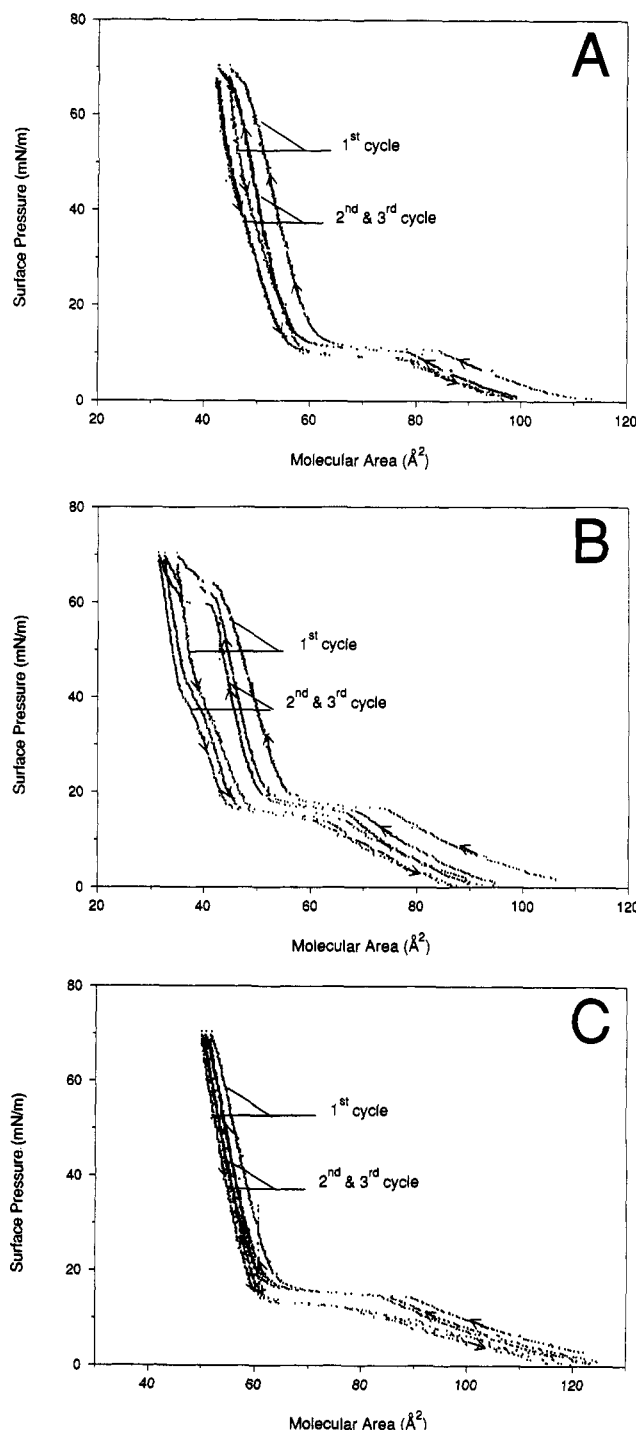 A
80
60
40
20
0
Surface Pressure (mN/m)
1st cycle
2nd & 3rd cycle
20 40 60 80 100 120
Molecular Area (Å2)
B
80
60
40
20
0
Surface Pressure (mN/m)
1st cycle
2nd & 3rd cycle
20 40 60 80 100 120
Molecular Area (Å2)
C
80
60
40
20
0
Surface Pressure (mN/m)
1st cycle
2nd & 3rd cycle
40 60 80 100 120
Molecular Area (Å2)